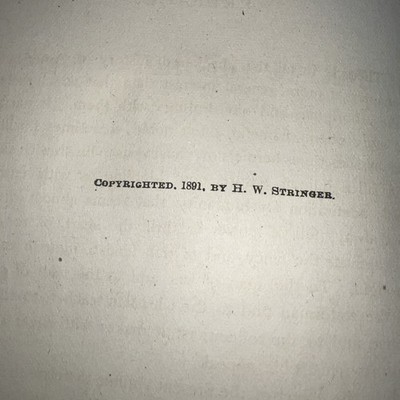 Copyrighted, 1891, by H. W. Stringer.